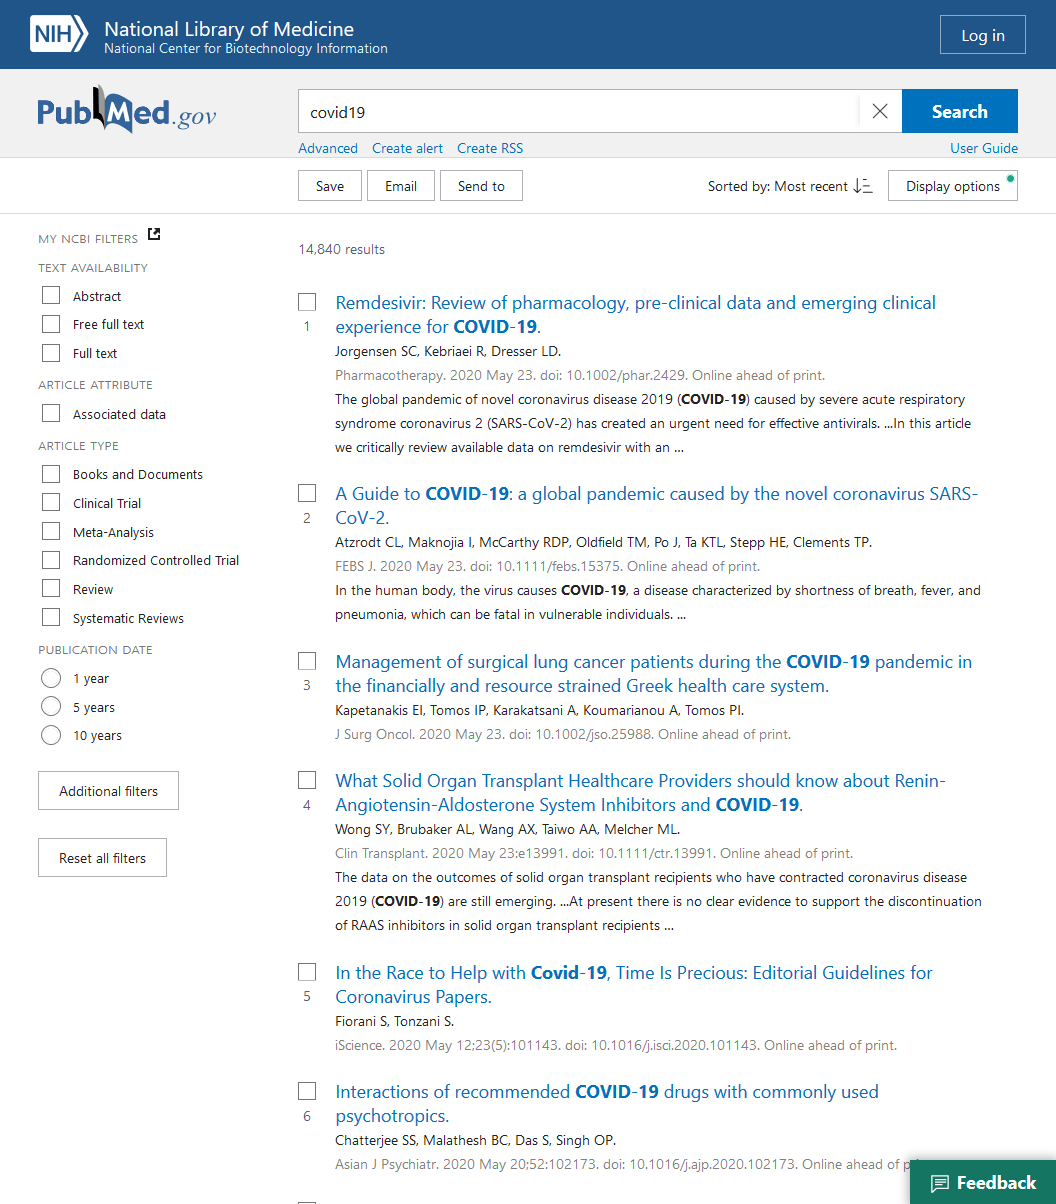 NIH
National Library of Medicine
National Center for Biotechnology Information
Log in
PubMed.gov
covid19
Search
Advanced Create alert Create RSS User Guide
Save Email Send to Sorted by: Most recent Display options
MY NCBI FILTERS
TEXT AVAILABILITY
Abstract
Free full text
Full text
ARTICLE ATTRIBUTE
Associated data
ARTICLE TYPE
Books and Documents
Clinical Trial
Meta-Analysis
Randomized Controlled Trial
Review
Systematic Reviews
PUBLICATION DATE
1 year
5 years
10 years
Additional filters
Reset all filters
14,840 results
1
Remdesivir: Review of pharmacology, pre-clinical data and emerging clinical
experience for COVID-19.
Jorgensen SC, Kebriaei R, Dresser LD.
Pharmacotherapy. 2020 May 23. doi: 10.1002/phar.2429. Online ahead of print.
The global pandemic of novel coronavirus disease 2019 (COVID-19) caused by severe acute respiratory
syndrome coronavirus 2 (SARS-CoV-2) has created an urgent need for effective antivirals. ...In this article
we critically review available data on remdesivir with an ...
2
A Guide to COVID-19: a global pandemic caused by the novel coronavirus SARS-
CoV-2.
Atzrodt CL, Maknojia I, McCarthy RDP, Oldfield TM, Po J, Ta KTL, Stepp HE, Clements TP.
FEBS J. 2020 May 23. doi: 10.1111/febs.15375. Online ahead of print.
In the human body, the virus causes COVID-19, a disease characterized by shortness of breath, fever, and
pneumonia, which can be fatal in vulnerable individuals. ...
3
Management of surgical lung cancer patients during the COVID-19 pandemic in
the financially and resource strained Greek health care system.
Kapetanakis EI, Tomos IP, Karakatsani A, Koumarianou A, Tomos PI.
J Surg Oncol. 2020 May 23. doi: 10.1002/jso.25988. Online ahead of print.
4
What Solid Organ Transplant Healthcare Providers should know about Renin-
Angiotensin-Aldosterone System Inhibitors and COVID-19.
Wong SY, Brubaker AL, Wang AX, Taiwo AA, Melcher ML.
Clin Transplant. 2020 May 23:e13991. doi: 10.1111/ctr.13991. Online ahead of print.
The data on the outcomes of solid organ transplant recipients who have contracted coronavirus disease
2019 (COVID-19) are still emerging. ...At present there is no clear evidence to support the discontinuation
of RAAS inhibitors in solid organ transplant recipients ...
5
In the Race to Help with Covid-19, Time Is Precious: Editorial Guidelines for
Coronavirus Papers.
Fiorani S, Tonzani S.
iScience. 2020 May 12;23(5):101143. doi: 10.1016/j.isci.2020.101143. Online ahead of print.
6
Interactions of recommended COVID-19 drugs with commonly used
psychotropics.
Chatterjee SS, Malathesh BC, Das S, Singh OP.
Asian J Psychiatr. 2020 May 20;52:102173. doi: 10.1016/j.ajp.2020.102173. Online ahead of
Feedback